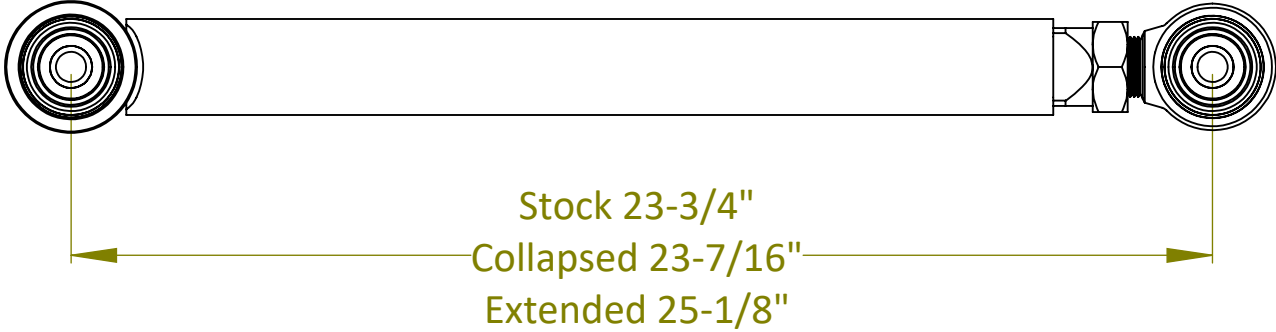 Stock 23-3/4"
Collapsed 23-7/16"
Extended 25-1/8"